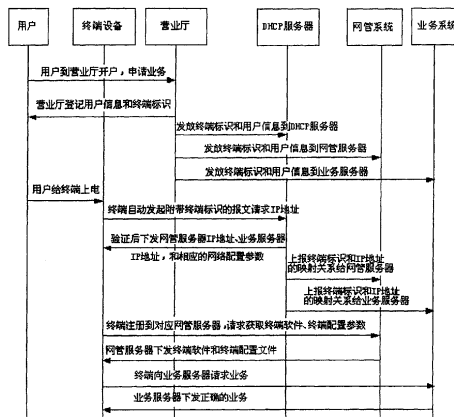 用户
终端设备
营业厅
DHCP服务器
网管系统
业务系统
用户到营业厅开户，申请业务
营业厅登记用户信息和终端标识
发放终端标识和用户信息到DHCP服务器
发放终端标识和用户信息到网管服务器
发放终端标识和用户信息到业务服务器
用户给终端上电
终端自动发起附带终端标识的报文请求IP地址
验证后下发网管服务器IP地址、业务服务器
IP地址，和相应的网络配置参数
上报终端标识和IP地址
的映射关系给网管服务器
上报终端标识和IP地址
的映射关系给业务服务器
终端注册到对应网管服务器，请求获取终端软件、终端配置参数
网管服务器下发终端软件和终端配置文件
终端向业务服务器请求业务
业务服务器下发正确的业务